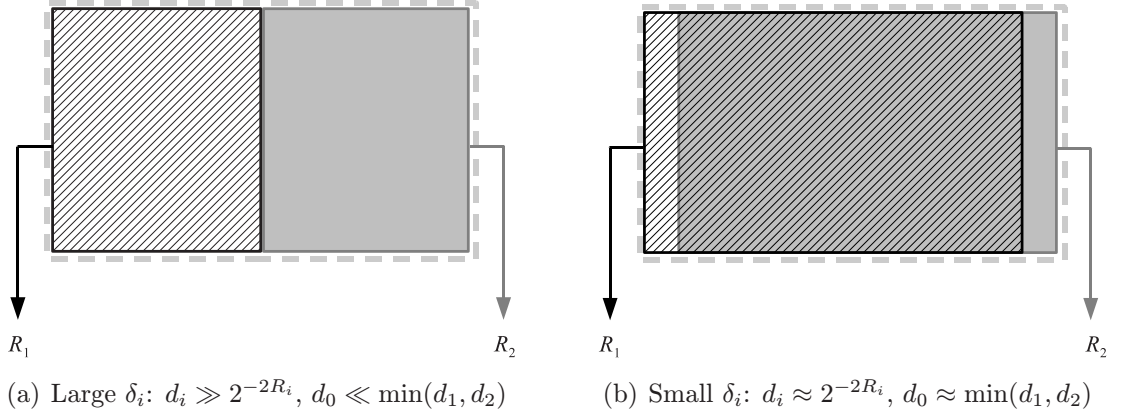 R₁ R₂ R₁ R₂
(a) Large δᵢ: dᵢ ≫ 2^{−2Rᵢ}, d₀ ≪ min(d₁, d₂)
(b) Small δᵢ: dᵢ ≈ 2^{−2Rᵢ}, d₀ ≈ min(d₁, d₂)